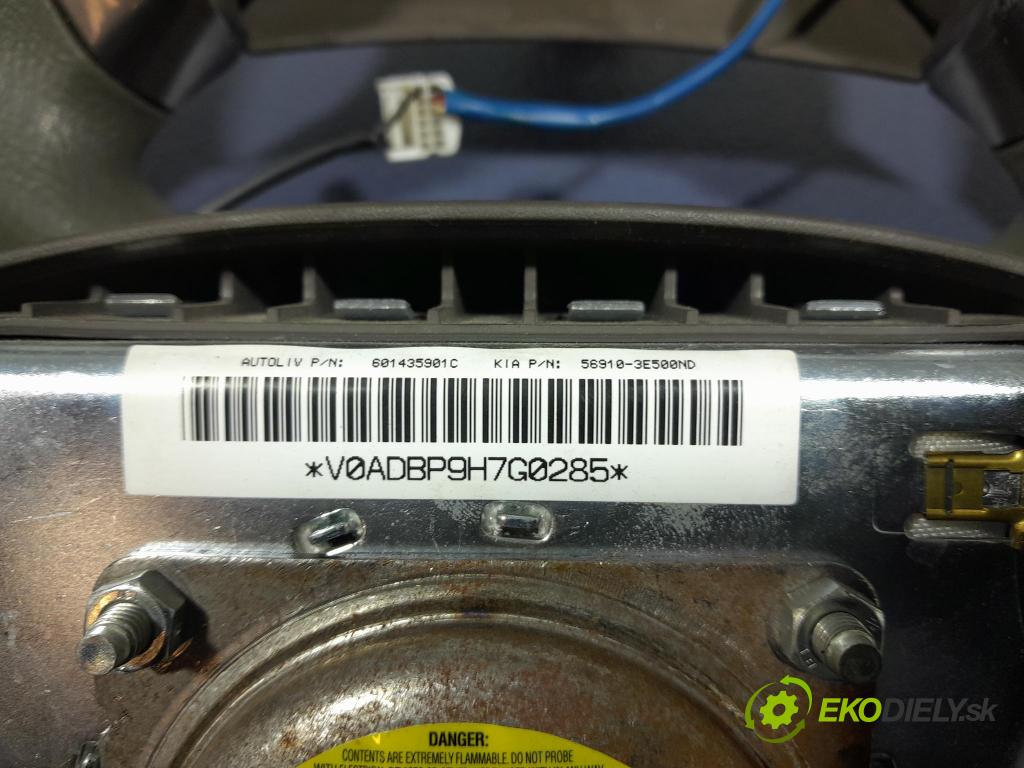 AUTOLIV P/N: 601435901C KIA P/N: 56910-3E500ND
*V0ADBP9H7G0285*
DANGER:
CONTENTS ARE EXTREMELY FLAMMABLE. DO NOT PROBE
EKODIELY.sk